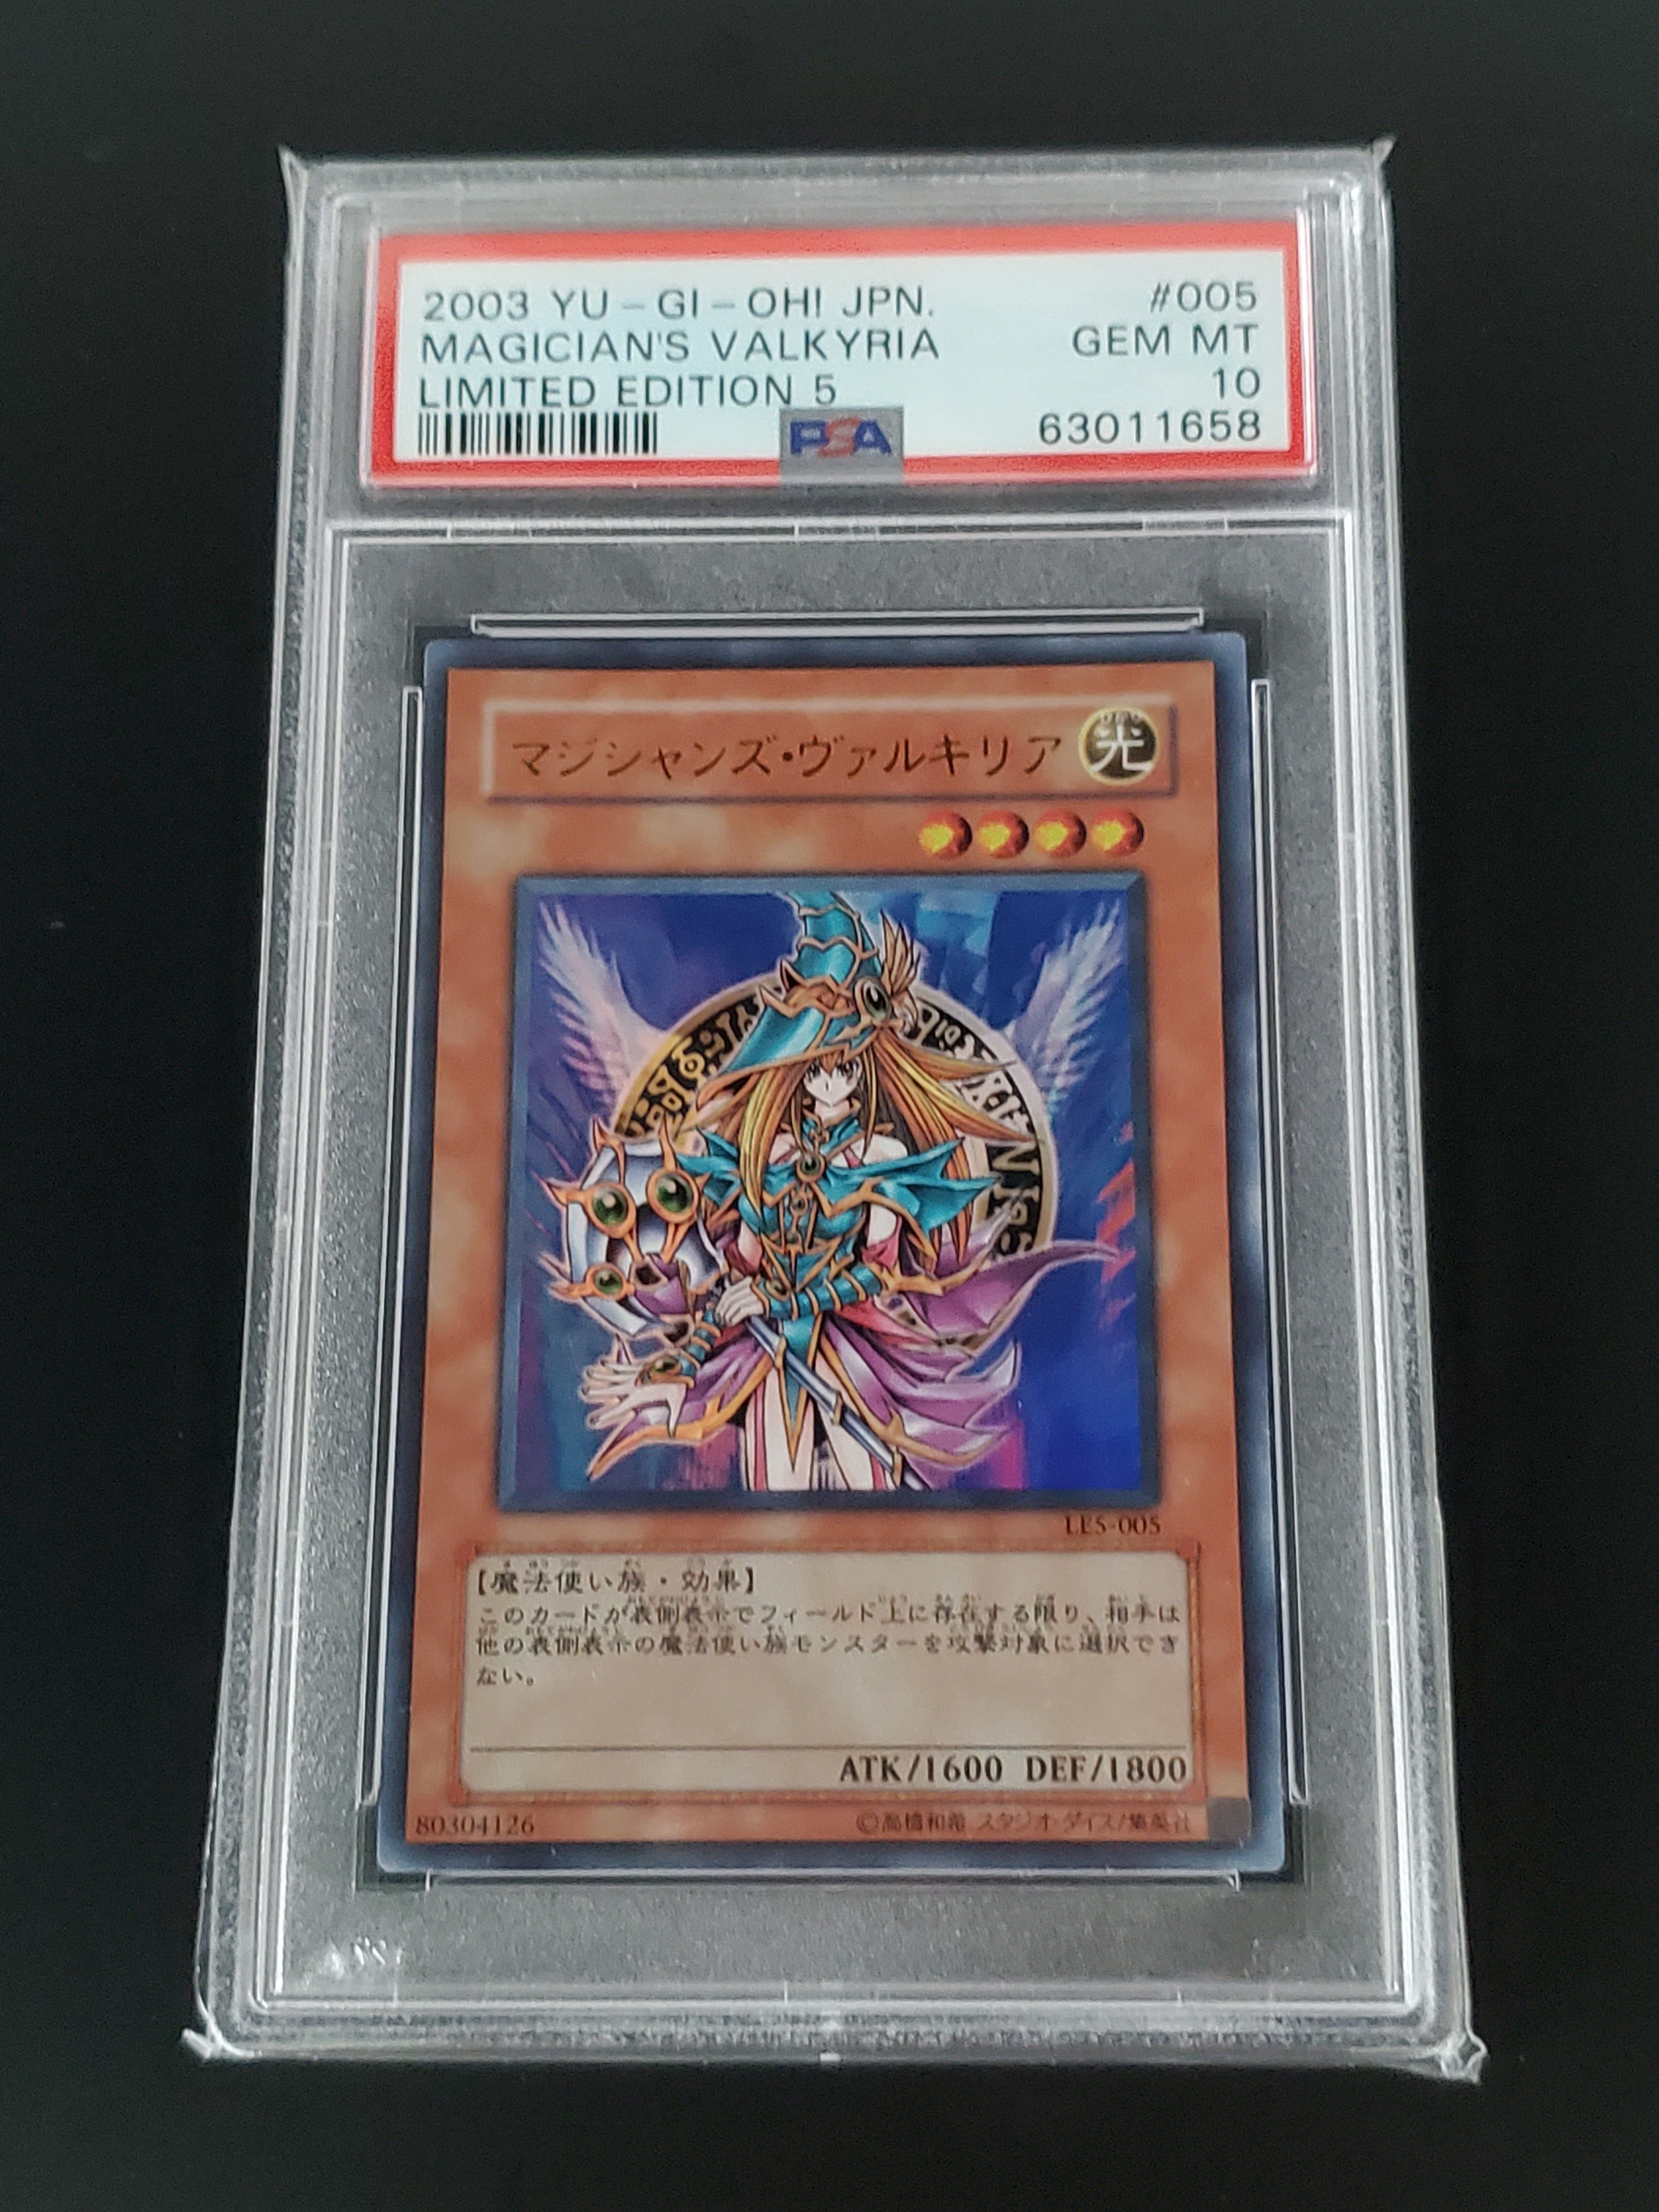 2003 YU-GI-OH! JPN. #005
MAGICIAN'S VALKYRIA GEM MT
LIMITED EDITION 5 10
PSA 63011658
マジシャンズ・ヴァルキリア 光
LE5-005
【魔法使い族・効果】
このカードが表側表示でフィールド上に存在する限り、相手は
他の表側表示の魔法使い族モンスターを攻撃対象に選択でき
ない。
ATK/1600 DEF/1800
80304126 ©高橋和希 スタジオ・ダイス/集英社